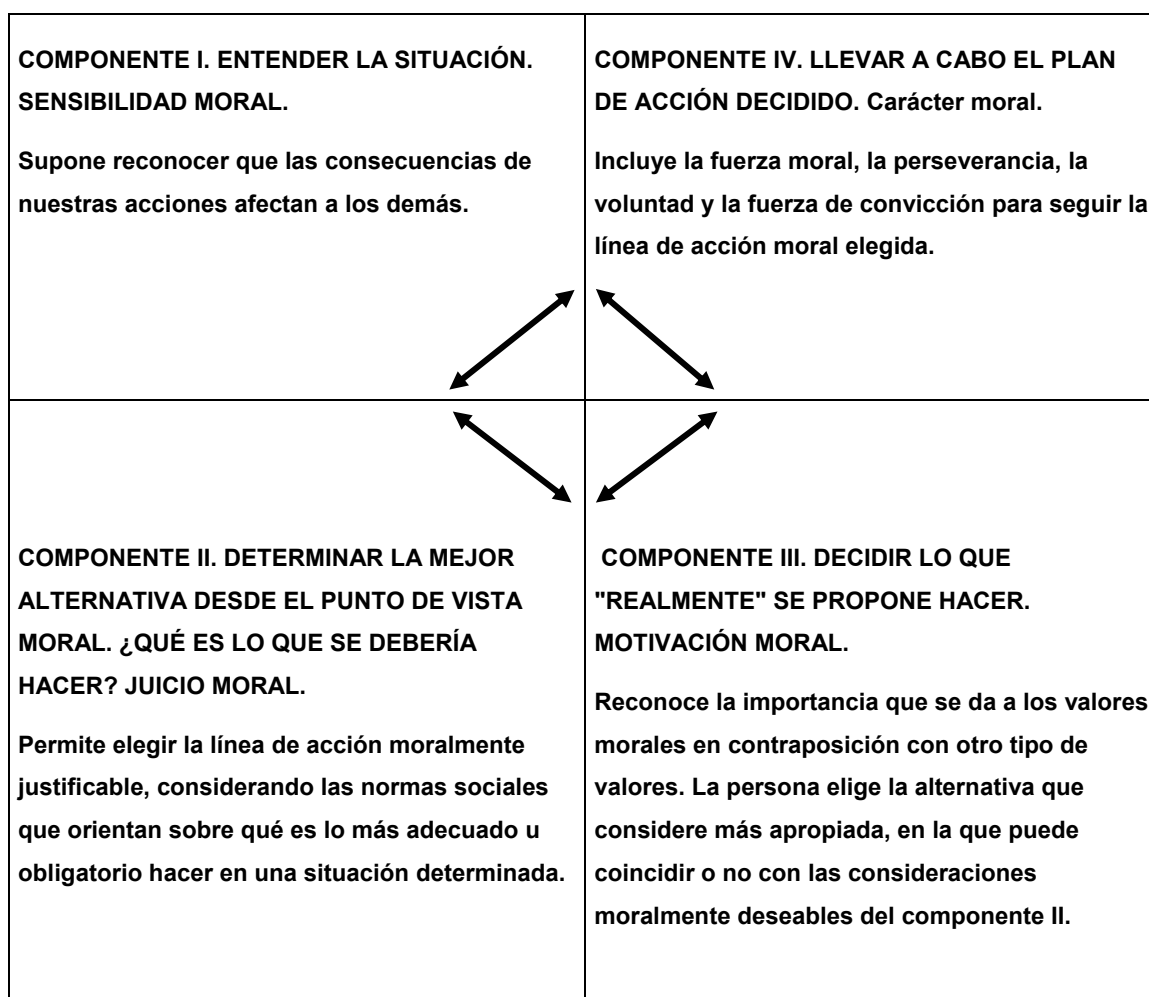 COMPONENTE I. ENTENDER LA SITUACIÓN.
SENSIBILIDAD MORAL.
Supone reconocer que las consecuencias de
nuestras acciones afectan a los demás.
COMPONENTE IV. LLEVAR A CABO EL PLAN
DE ACCIÓN DECIDIDO. Carácter moral.
Incluye la fuerza moral, la perseverancia, la
voluntad y la fuerza de convicción para seguir la
línea de acción moral elegida.
COMPONENTE II. DETERMINAR LA MEJOR
ALTERNATIVA DESDE EL PUNTO DE VISTA
MORAL. ¿QUÉ ES LO QUE SE DEBERÍA
HACER? JUICIO MORAL.
Permite elegir la línea de acción moralmente
justificable, considerando las normas sociales
que orientan sobre qué es lo más adecuado u
obligatorio hacer en una situación determinada.
COMPONENTE III. DECIDIR LO QUE
"REALMENTE" SE PROPONE HACER.
MOTIVACIÓN MORAL.
Reconoce la importancia que se da a los valores
morales en contraposición con otro tipo de
valores. La persona elige la alternativa que
considere más apropiada, en la que puede
coincidir o no con las consideraciones
moralmente deseables del componente II.